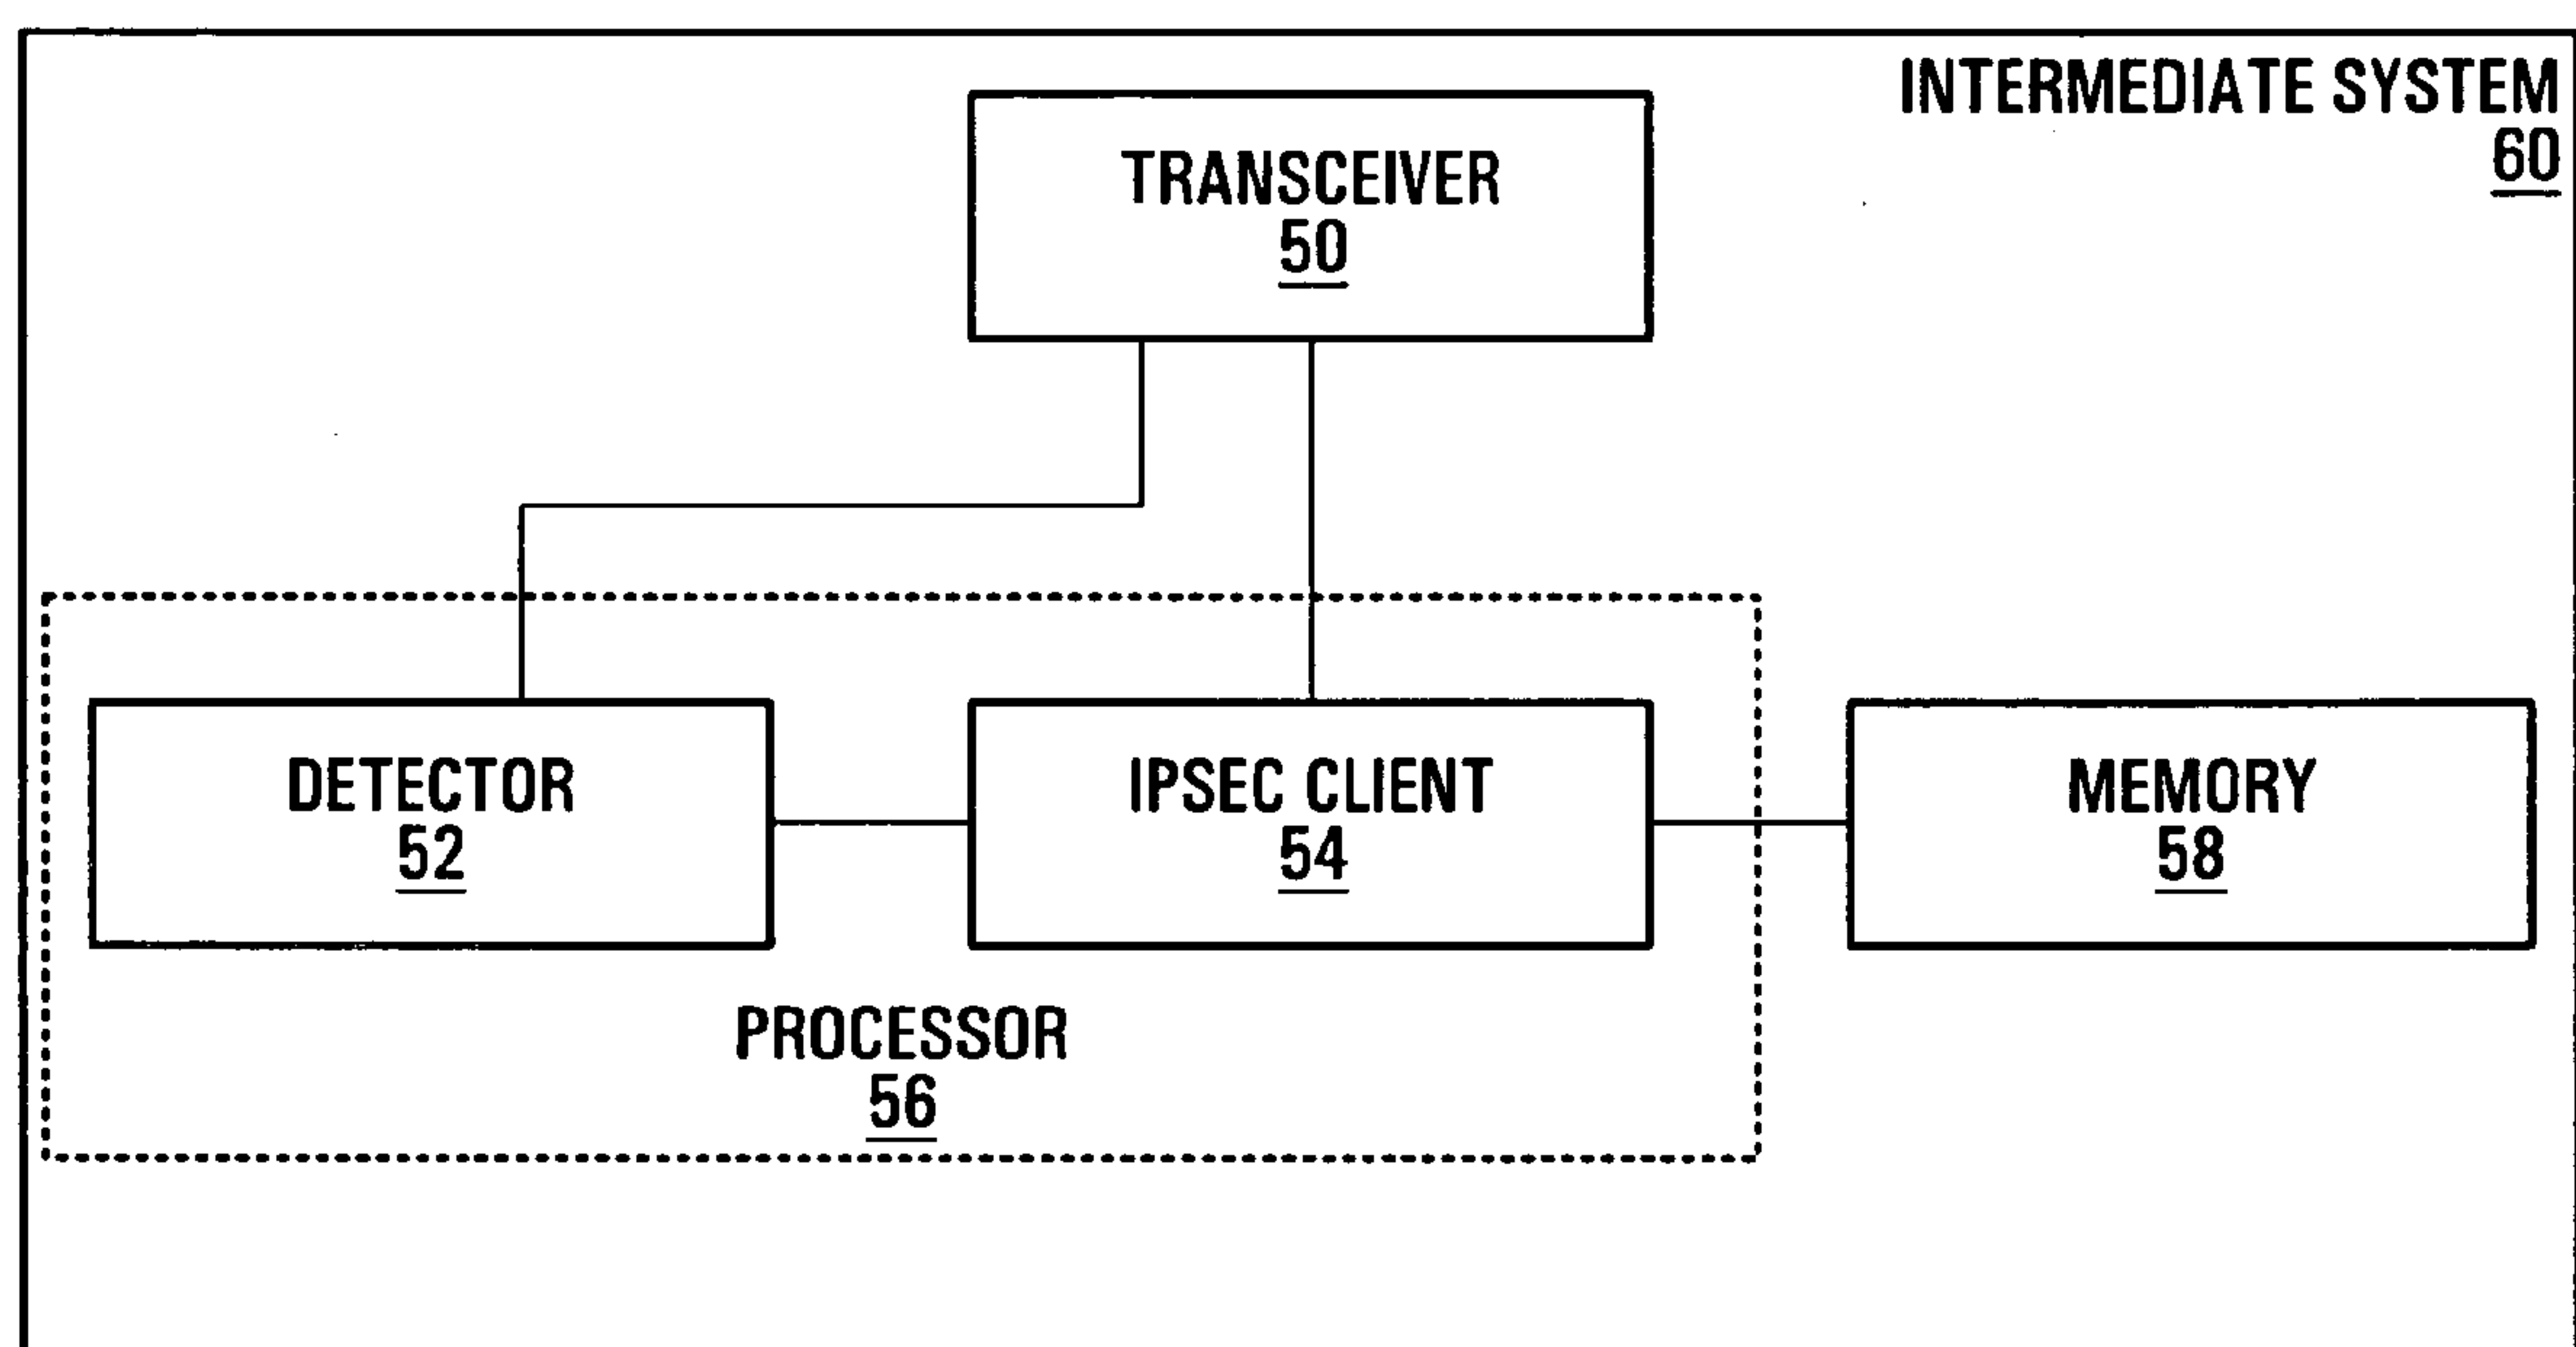 INTERMEDIATE SYSTEM
60
TRANSCEIVER
50
DETECTOR
52
IPSEC CLIENT
54
MEMORY
58
PROCESSOR
56